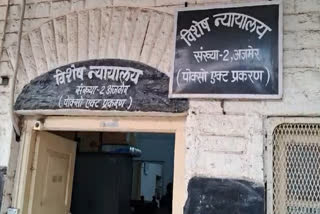 विशेष न्यायालय
संख्या-2, अजमेर
(पोक्सो एक्ट प्रकरण)
विशेष न्यायालय
संख्या-2, अजमेर
(पोक्सो एक्ट प्रकरण)